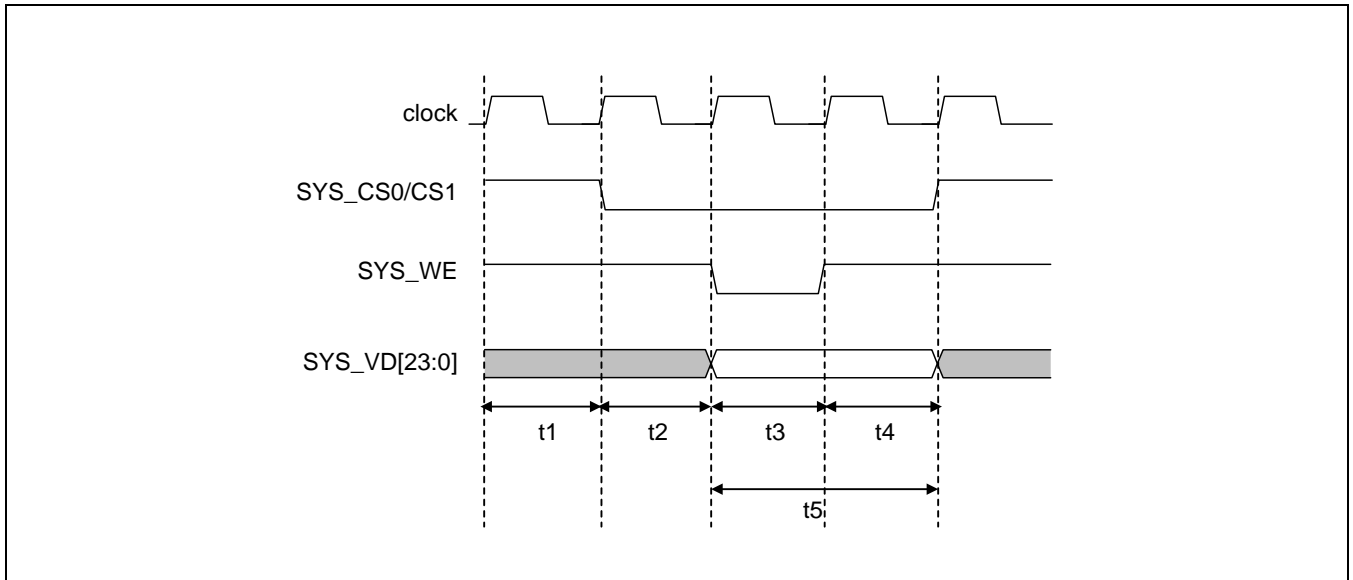 clock
SYS_CS0/CS1
SYS_WE
SYS_VD[23:0]
t1 t2 t3 t4
t5